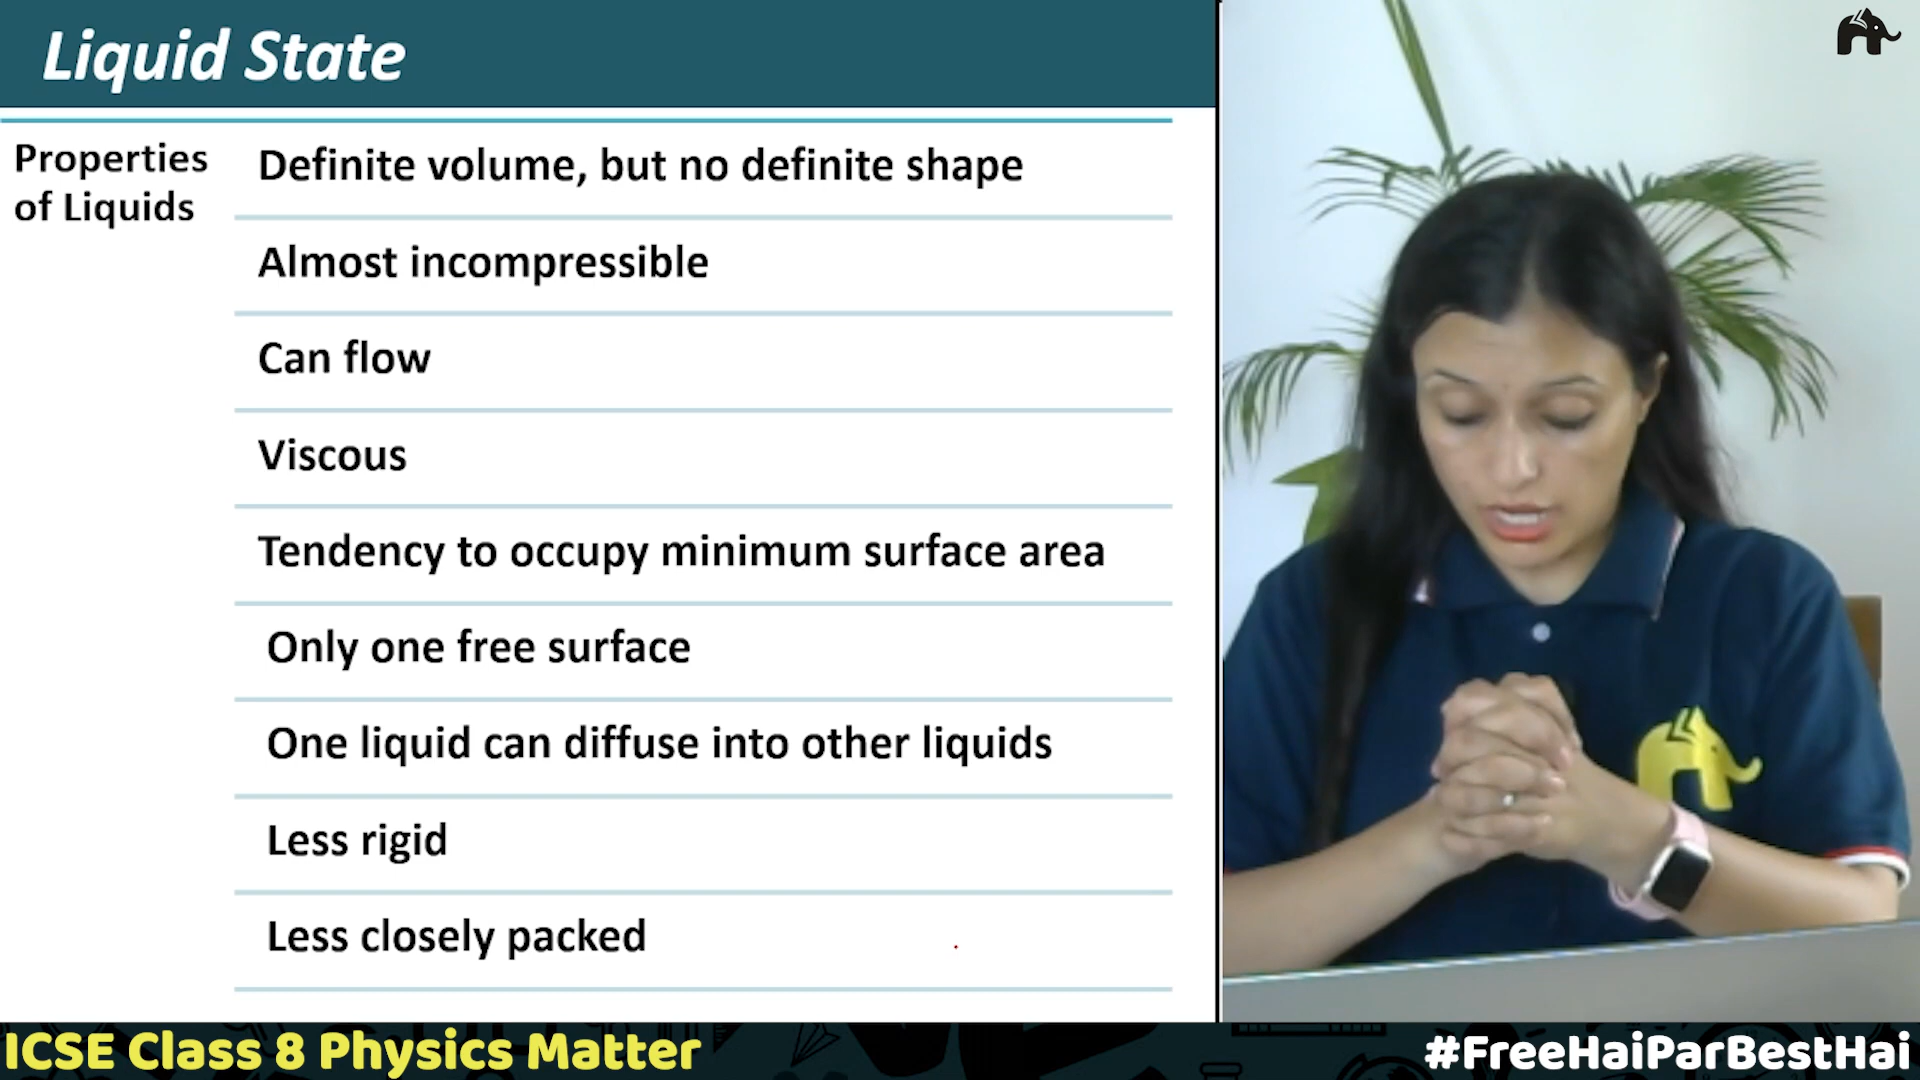 Liquid State
Properties
of Liquids
Definite volume, but no definite shape
Almost incompressible
Can flow
Viscous
Tendency to occupy minimum surface area
Only one free surface
One liquid can diffuse into other liquids
Less rigid
Less closely packed
ICSE Class 8 Physics Matter
#FreeHaiParBestHai